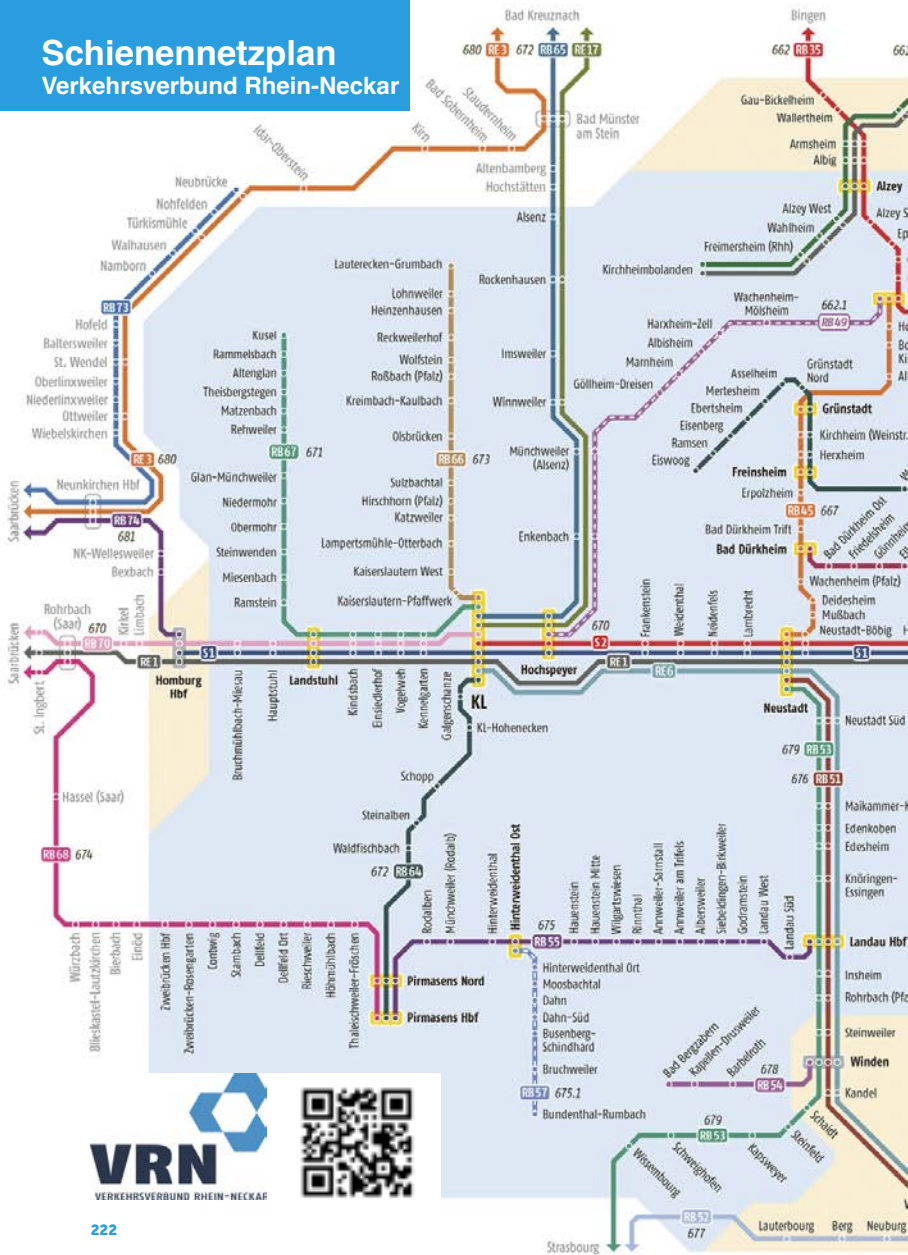 Schienennetzplan
Verkehrsverbund Rhein-Neckar
Bad Kreuznach
680 RE3 672 RB65 RE17
Bingen
662 RB35
661
Gau-Bickelheim
Wallertheim
Armsheim
Albig
Alzey
Alzey West
Wahlheim
Freimersheim (Rhh)
Kirchheimbolanden
Alzey S
Ep
Staudernheim
Bad Sobernheim
Kirn
Idar-Oberstein
Bad Münster
am Stein
Neubrücke
Nohfelden
Türkismühle
Walhausen
Namborn
RB73
Hofeld
Baltersweiler
St. Wendel
Oberlinxweiler
Niederlinxweiler
Ottweiler
Wiebelskirchen
RE3 680
Neunkirchen Hbf
Saarbrücken
RB74
681
NK-Wellesweiler
Bexbach
Altenbamberg
Hochstätten
Alsenz
Rockenhausen
Imsweiler
Winnweiler
Münchweiler
(Alsenz)
Enkenbach
Lauterecken-Grumbach
Lohnweiler
Heinzenhausen
Reckweilerhof
Wolfstein
Roßbach (Pfalz)
Kreimbach-Kaulbach
Olsbrücken
RB66 673
Sulzbachtal
Hirschhorn (Pfalz)
Katzweiler
Lampertsmühle-Otterbach
Kaiserslautern West
Kaiserslautern-Pfaffwerk
Kusel
Rammelsbach
Altenglan
Theisbergstegen
Matzenbach
Rehweiler
RB67 671
Glan-Münchweiler
Niedermohr
Obermohr
Steinwenden
Miesenbach
Ramstein
Wachenheim-
Mölsheim
662.1
RB49
Harxheim-Zell
Albisheim
Marnheim
Göllheim-Dreisen
Ho
Bo
Ki
Al
Grünstadt
Nord
Asselheim
Mertesheim
Ebertsheim
Eisenberg
Ramsen
Eiswoog
Grünstadt
Kirchheim (Weinstr.
Herxheim
Freinsheim
Erpolzheim
RB45 667
Bad Dürkheim Trift
Bad Dürkheim
Bad Dürkheim Ost
Friedelsheim
Gönnheim
Wachenheim (Pfalz)
Deidesheim
Mußbach
Neustadt-Böbig
Rohrbach
(Saar)
670
RB70
Kirkel
Limbach
Saarbrücken
RE1
St. Ingbert
Homburg
Hbf
S1
Bruchmühlbach-Miesau
Hauptstuhl
Landstuhl
Kindsbach
Einsiedlerhof
Vogelweh
Kennelgarten
Galgenschanze
KL
Hochspeyer
670
S2
RE1
RE6
Frankenstein
Weidenthal
Neidenfels
Lambrecht
S1
Neustadt
Neustadt Süd
679 RB53
676 RB51
Maikammer-K
Edenkoben
Edesheim
Knöringen-
Essingen
Landau Hbf
Insheim
Rohrbach (Pfa
Steinweiler
Winden
Kandel
KL-Hohenecken
Schopp
Steinalben
Waldfischbach
672 RB64
Hassel (Saar)
RB68 674
Würzbach
Blieskastel-Lautzkirchen
Bierbach
Einöd
Zweibrücken Hbf
Zweibrücken-Rosengarten
Contwig
Stambach
Dellfeld
Dellfeld Ort
Rieschweiler
Höhmühlbach
Thaleischweiler-Fröschen
Pirmasens Nord
Pirmasens Hbf
Rodalben
Münchweiler (Rodalb)
Hinterweidenthal
Hinterweidenthal Ost
675
RB55
Hauenstein
Hauenstein Mitte
Wilgartswiesen
Rinnthal
Annweiler-Sarnstall
Annweiler am Trifels
Albersweiler
Siebeldingen-Birkweiler
Godramstein
Landau West
Landau Süd
Hinterweidenthal Ort
Moosbachtal
Dahn
Dahn-Süd
Busenberg-
Schindhard
Bruchweiler
RB57 675.1
Bundenthal-Rumbach
Bad Bergzabern
Kapellen-Drusweiler
Barbelroth
678
RB54
679
RB53
Schaidt
Steinfeld
Kapsweyer
Schweighofen
Wissembourg
RB52
677
Lauterbourg
Berg
Neuburg
Strasbourg
VRN
VERKEHRSVERBUND RHEIN-NECKAR
222